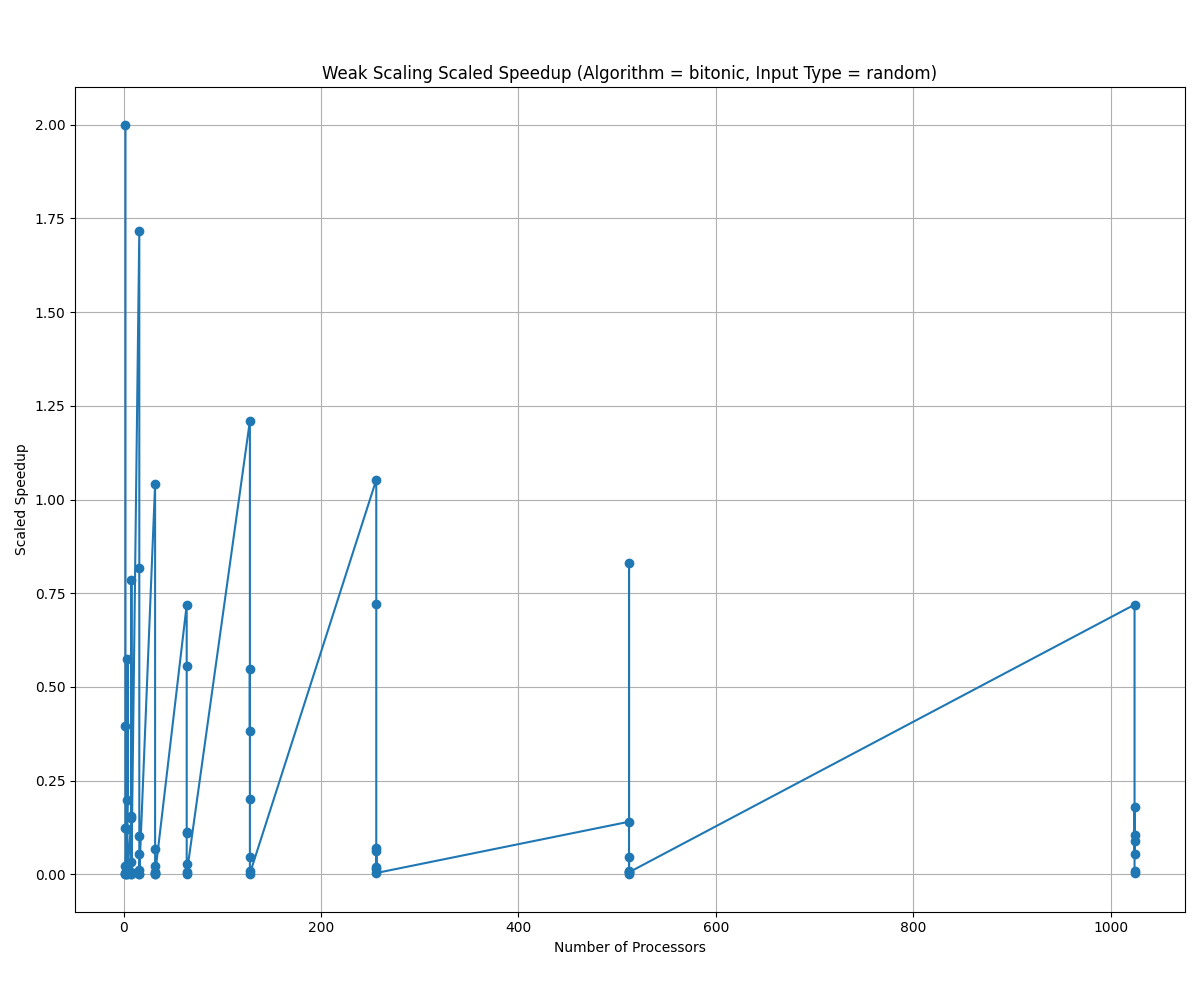 Weak Scaling Scaled Speedup (Algorithm = bitonic, Input Type = random)
2.00
1.75
1.50
1.25
1.00
0.75
0.50
0.25
0.00
Scaled Speedup
0 200 400 600 800 1000
Number of Processors